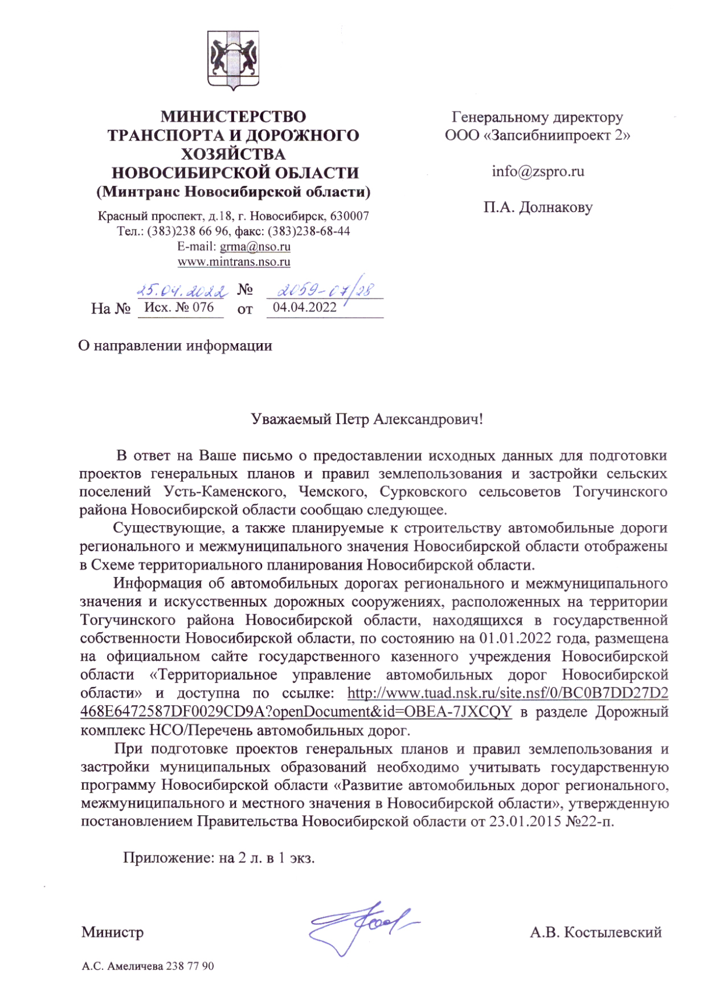 МИНИСТЕРСТВО
ТРАНСПОРТА И ДОРОЖНОГО
ХОЗЯЙСТВА
НОВОСИБИРСКОЙ ОБЛАСТИ
(Минтранс Новосибирской области)
Красный проспект, д.18, г. Новосибирск, 630007
Тел.: (383)238 66 96, факс: (383)238-68-44
E-mail: grma@nso.ru
www.mintrans.nso.ru
25.04.2022 № 2059-07/28
На № Исх. № 076 от 04.04.2022
Генеральному директору
ООО «Запсибниипроект 2»
info@zspro.ru
П.А. Долнакову
О направлении информации
Уважаемый Петр Александрович!
В ответ на Ваше письмо о предоставлении исходных данных для подготовки
проектов генеральных планов и правил землепользования и застройки сельских
поселений Усть-Каменского, Чемского, Сурковского сельсоветов Тогучинского
района Новосибирской области сообщаю следующее.
Существующие, а также планируемые к строительству автомобильные дороги
регионального и межмуниципального значения Новосибирской области отображены
в Схеме территориального планирования Новосибирской области.
Информация об автомобильных дорогах регионального и межмуниципального
значения и искусственных дорожных сооружениях, расположенных на территории
Тогучинского района Новосибирской области, находящихся в государственной
собственности Новосибирской области, по состоянию на 01.01.2022 года, размещена
на официальном сайте государственного казенного учреждения Новосибирской
области «Территориальное управление автомобильных дорог Новосибирской
области» и доступна по ссылке: http://www.tuad.nsk.ru/site.nsf/0/BC0B7DD27D2
468E6472587DF0029CD9A?openDocument&id=OBEA-7JXCQY в разделе Дорожный
комплекс НСО/Перечень автомобильных дорог.
При подготовке проектов генеральных планов и правил землепользования и
застройки муниципальных образований необходимо учитывать государственную
программу Новосибирской области «Развитие автомобильных дорог регионального,
межмуниципального и местного значения в Новосибирской области», утвержденную
постановлением Правительства Новосибирской области от 23.01.2015 №22-п.
Приложение: на 2 л. в 1 экз.
Министр А.В. Костылевский
А.С. Амеличева 238 77 90